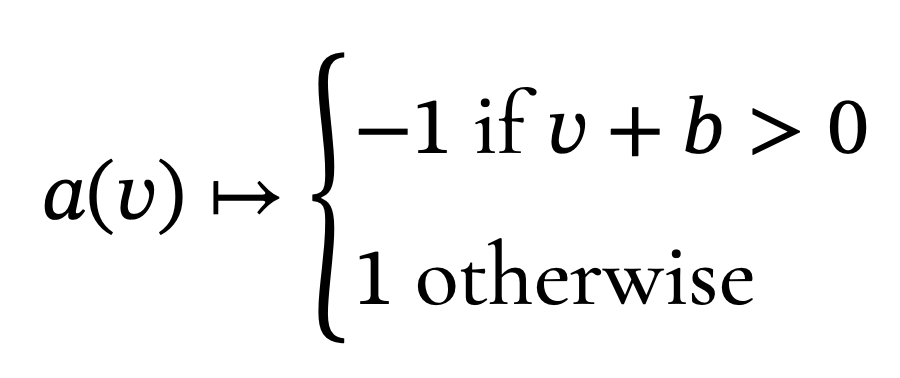 −1 if v + b > 0
a(v) ↦ {
1 otherwise